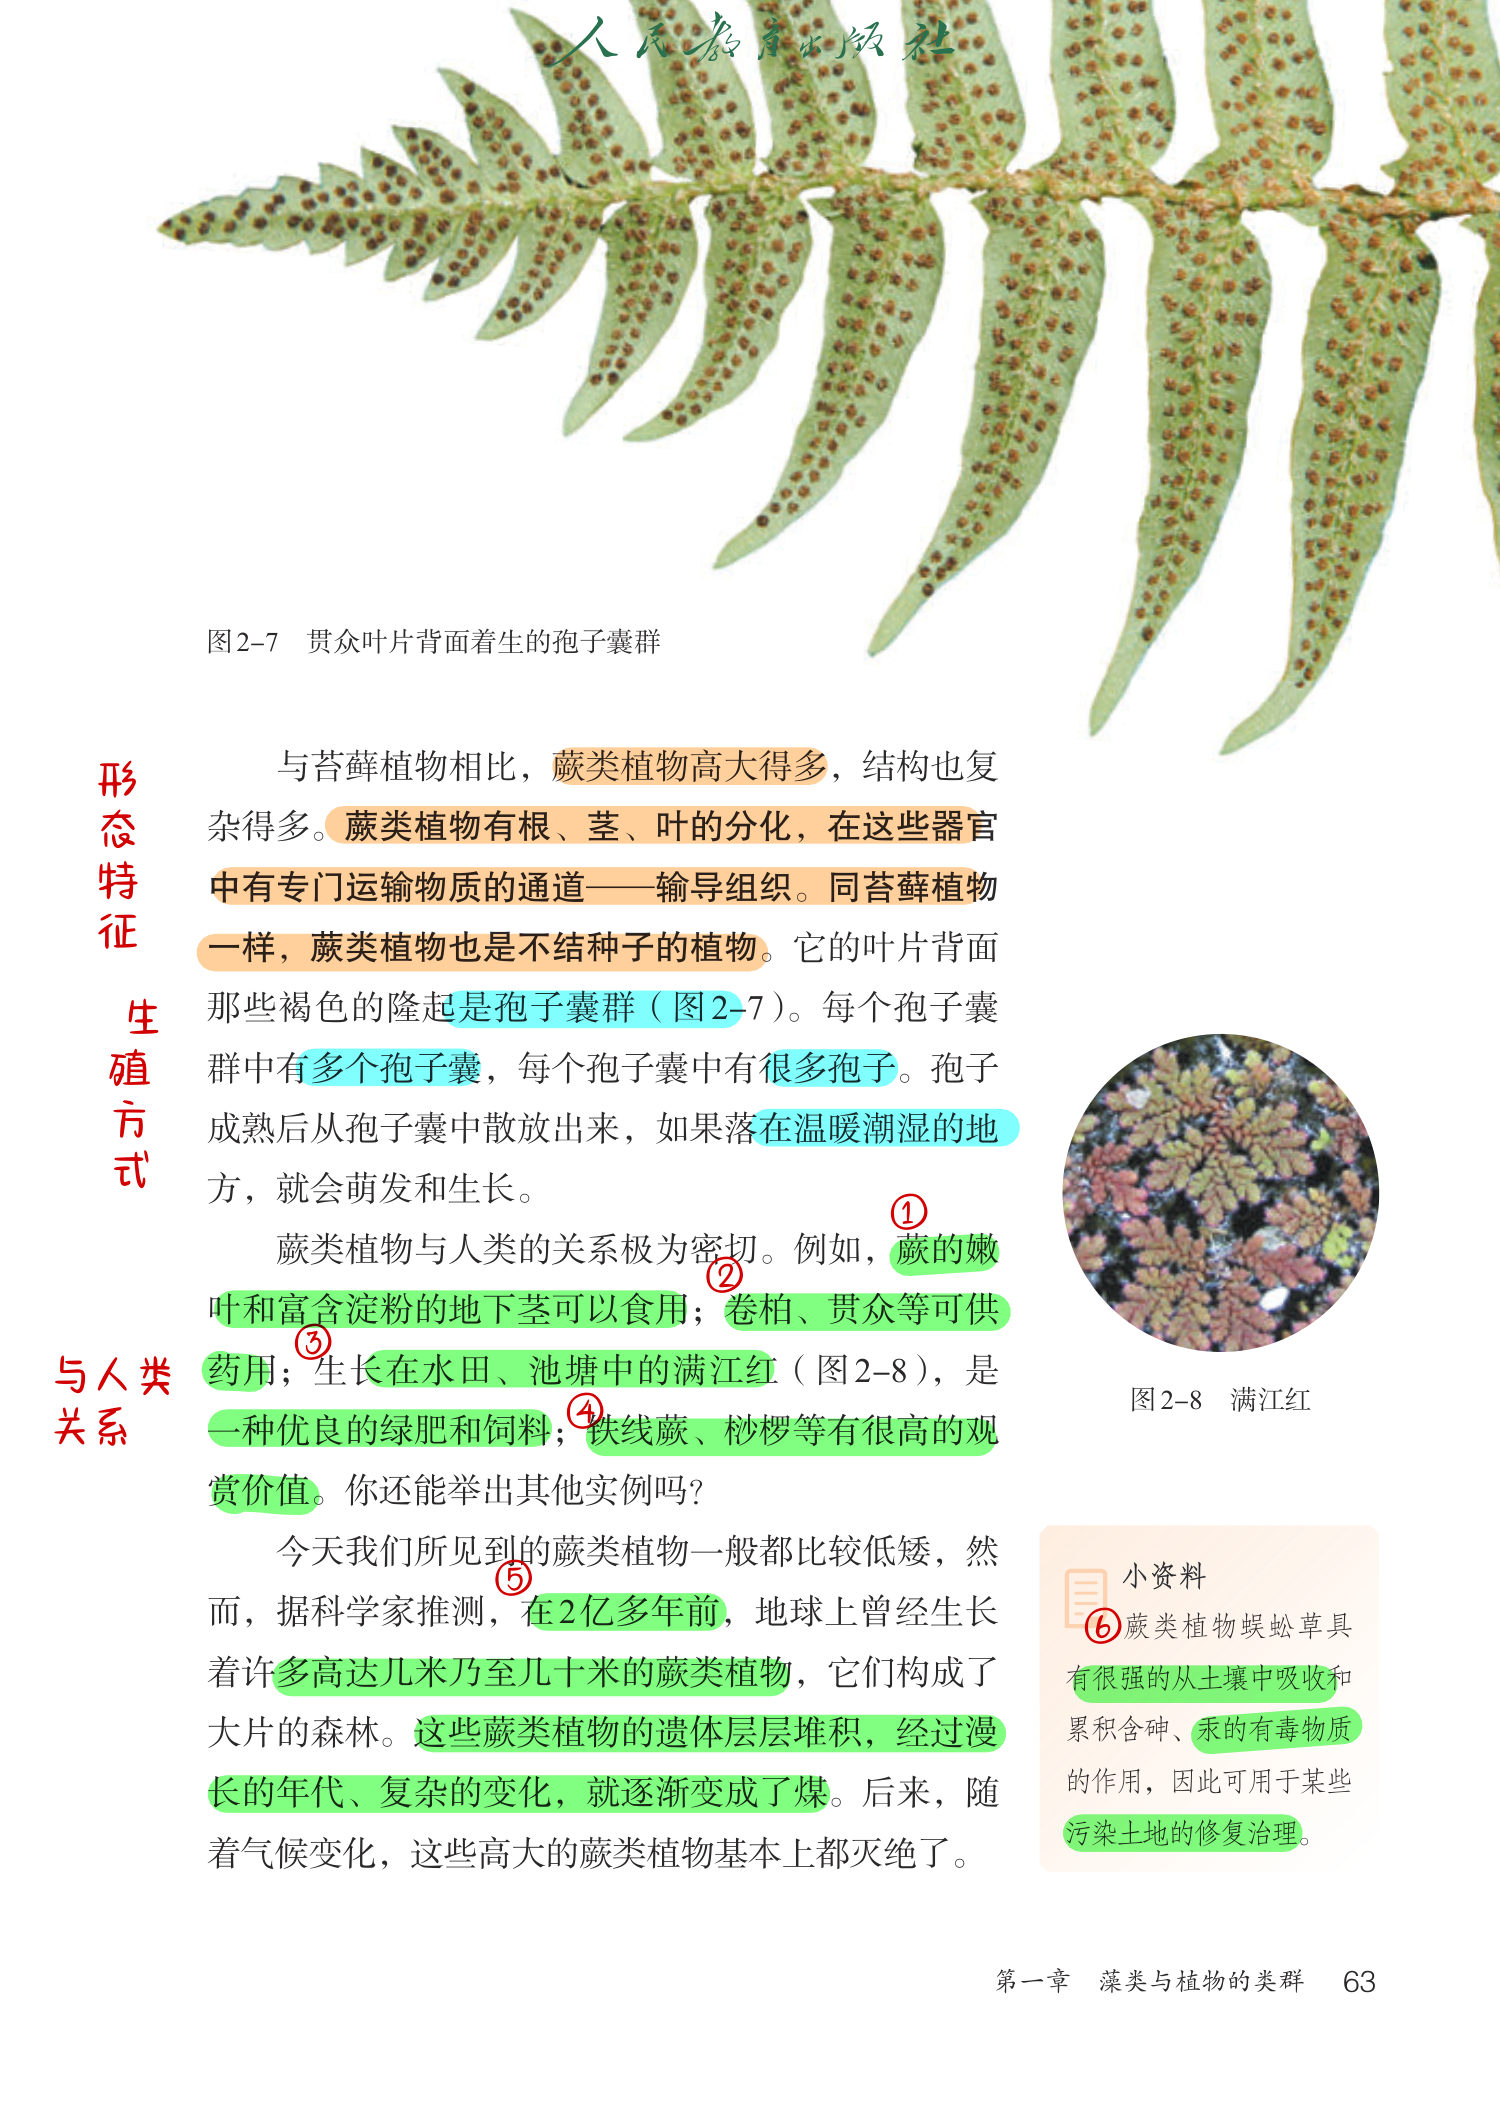 人民教育出版社
图2-7 贯众叶片背面着生的孢子囊群
形态特征
与苔藓植物相比，蕨类植物高大得多，结构也复
杂得多。蕨类植物有根、茎、叶的分化，在这些器官
中有专门运输物质的通道——输导组织。同苔藓植物
一样，蕨类植物也是不结种子的植物。它的叶片背面
生殖方式
那些褐色的隆起是孢子囊群（图2-7）。每个孢子囊
群中有多个孢子囊，每个孢子囊中有很多孢子。孢子
成熟后从孢子囊中散放出来，如果落在温暖潮湿的地
方，就会萌发和生长。
与人类
关系
①
蕨类植物与人类的关系极为密切。例如，蕨的嫩
②
叶和富含淀粉的地下茎可以食用；卷柏、贯众等可供
③
药用；生长在水田、池塘中的满江红（图2-8），是
④
一种优良的绿肥和饲料；铁线蕨、桫椤等有很高的观
赏价值。你还能举出其他实例吗？
今天我们所见到的蕨类植物一般都比较低矮，然
⑤
而，据科学家推测，在2亿多年前，地球上曾经生长
着许多高达几米乃至几十米的蕨类植物，它们构成了
大片的森林。这些蕨类植物的遗体层层堆积，经过漫
长的年代、复杂的变化，就逐渐变成了煤。后来，随
着气候变化，这些高大的蕨类植物基本上都灭绝了。
图2-8 满江红
小资料
⑥蕨类植物蜈蚣草具
有很强的从土壤中吸收和
累积含砷、汞的有毒物质
的作用，因此可用于某些
污染土地的修复治理。
第一章 藻类与植物的类群 63